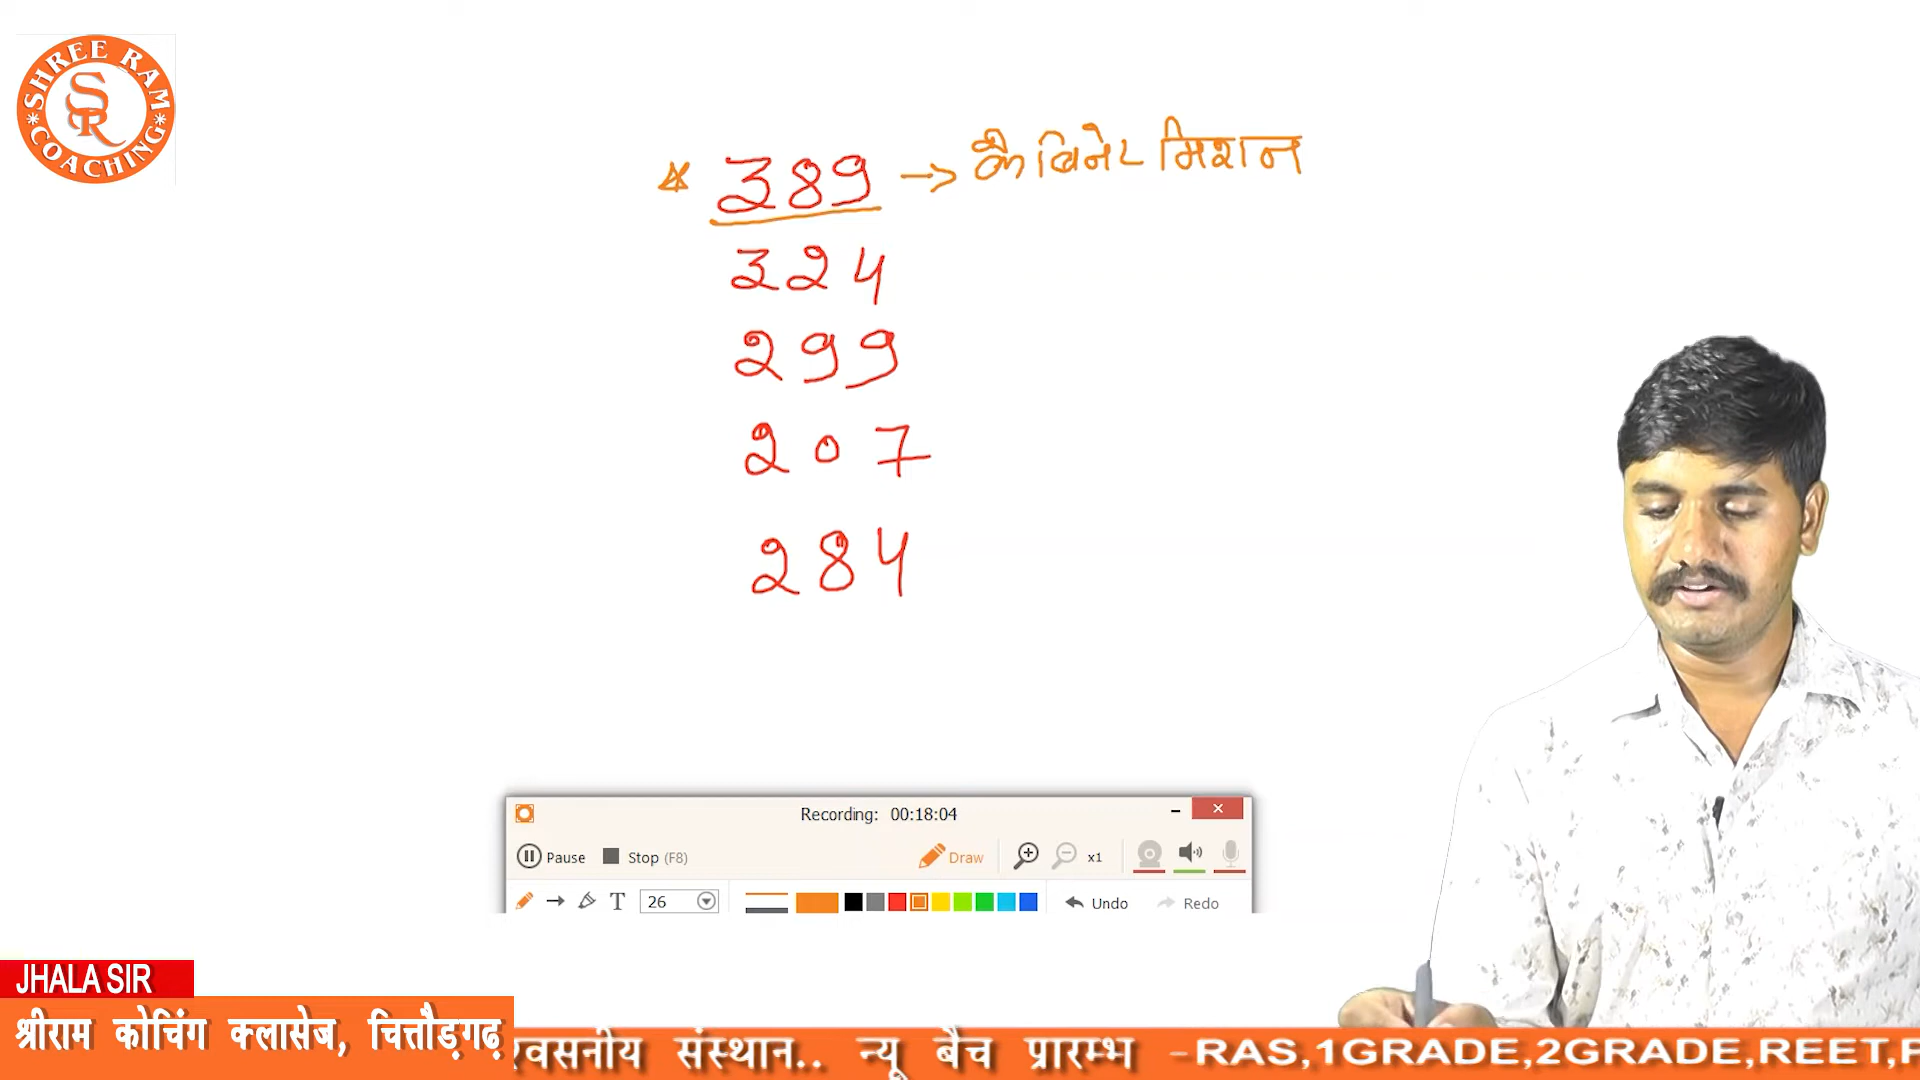 SHREE RAM
SR
COACHING
* 389 → कैबिनेट मिशन
324
299
207
284
Recording: 00:18:04
Pause Stop (F8) Draw x1
T 26 Undo Redo
JHALA SIR
श्रीराम कोचिंग क्लासेज, चित्तौड़गढ़
रवसनीय संस्थान.. न्यू बैच प्रारम्भ -RAS,1GRADE,2GRADE,REET,P